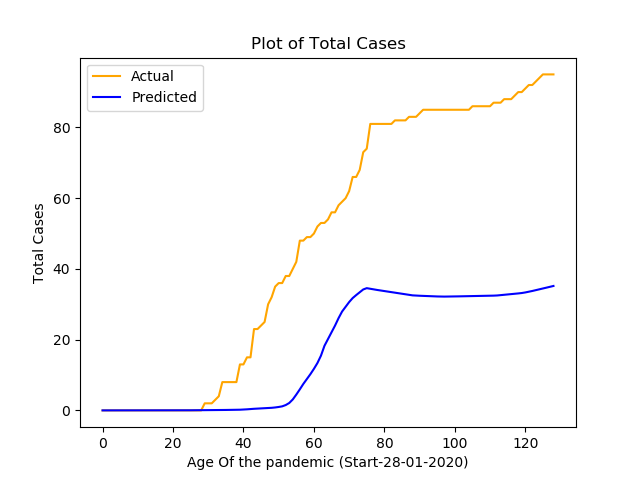 Plot of Total Cases
Actual
Predicted
Total Cases
80
60
40
20
0
0 20 40 60 80 100 120
Age Of the pandemic (Start-28-01-2020)